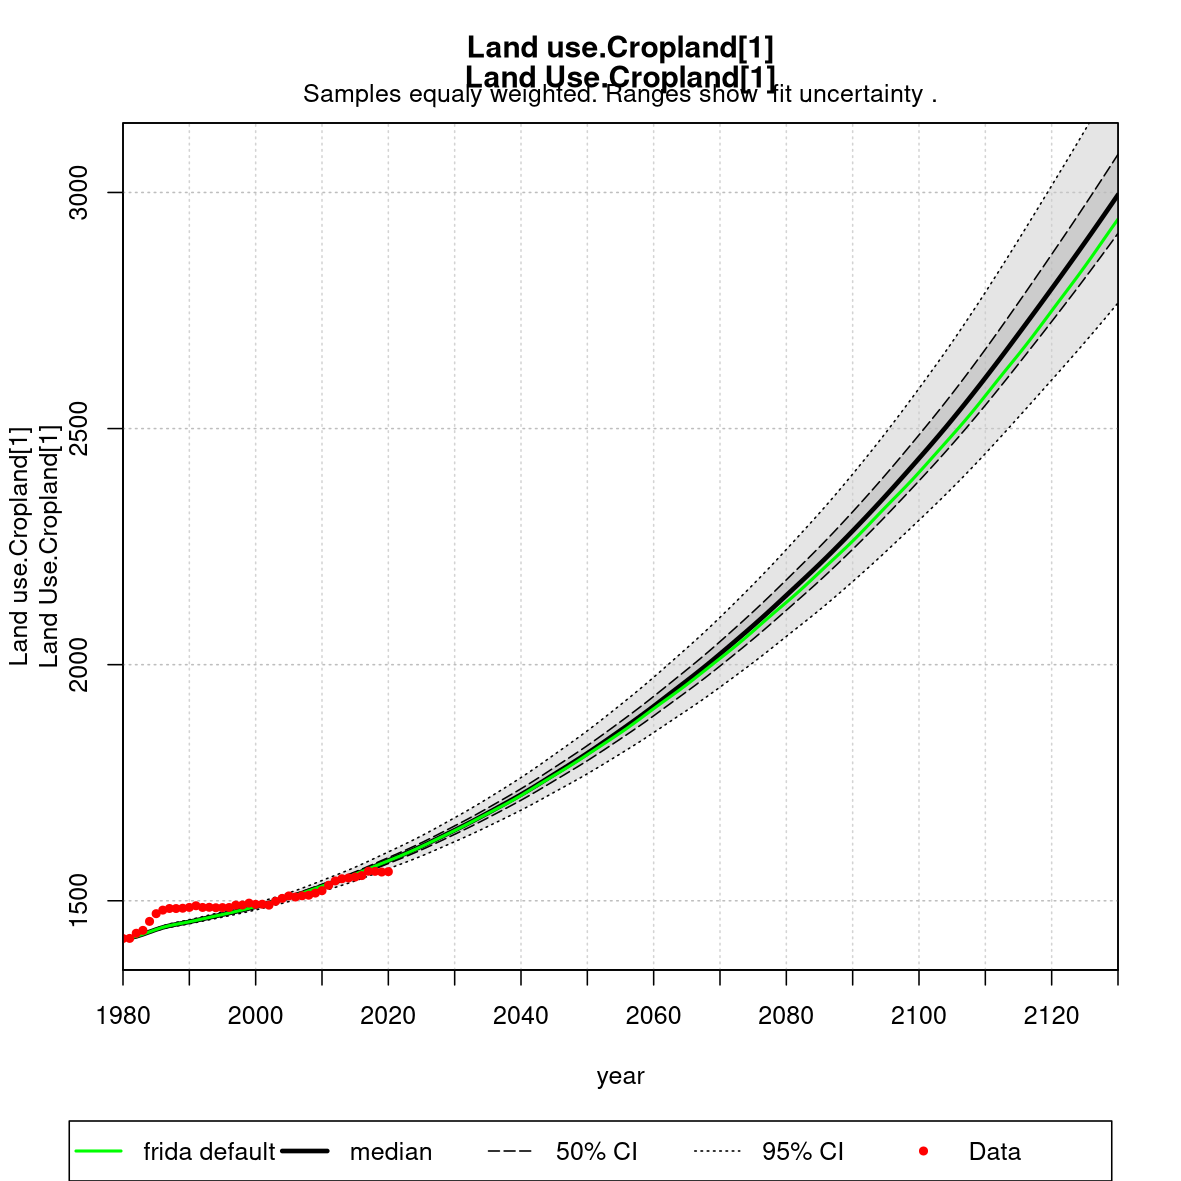 Land use.Cropland[1]
Land Use.Cropland[1]
Samples equaly weighted. Ranges show fit uncertainty .
Land use.Cropland[1]
Land Use.Cropland[1]
3000
2500
2000
1500
1980 2000 2020 2040 2060 2080 2100 2120
year
frida default median 50% CI 95% CI Data